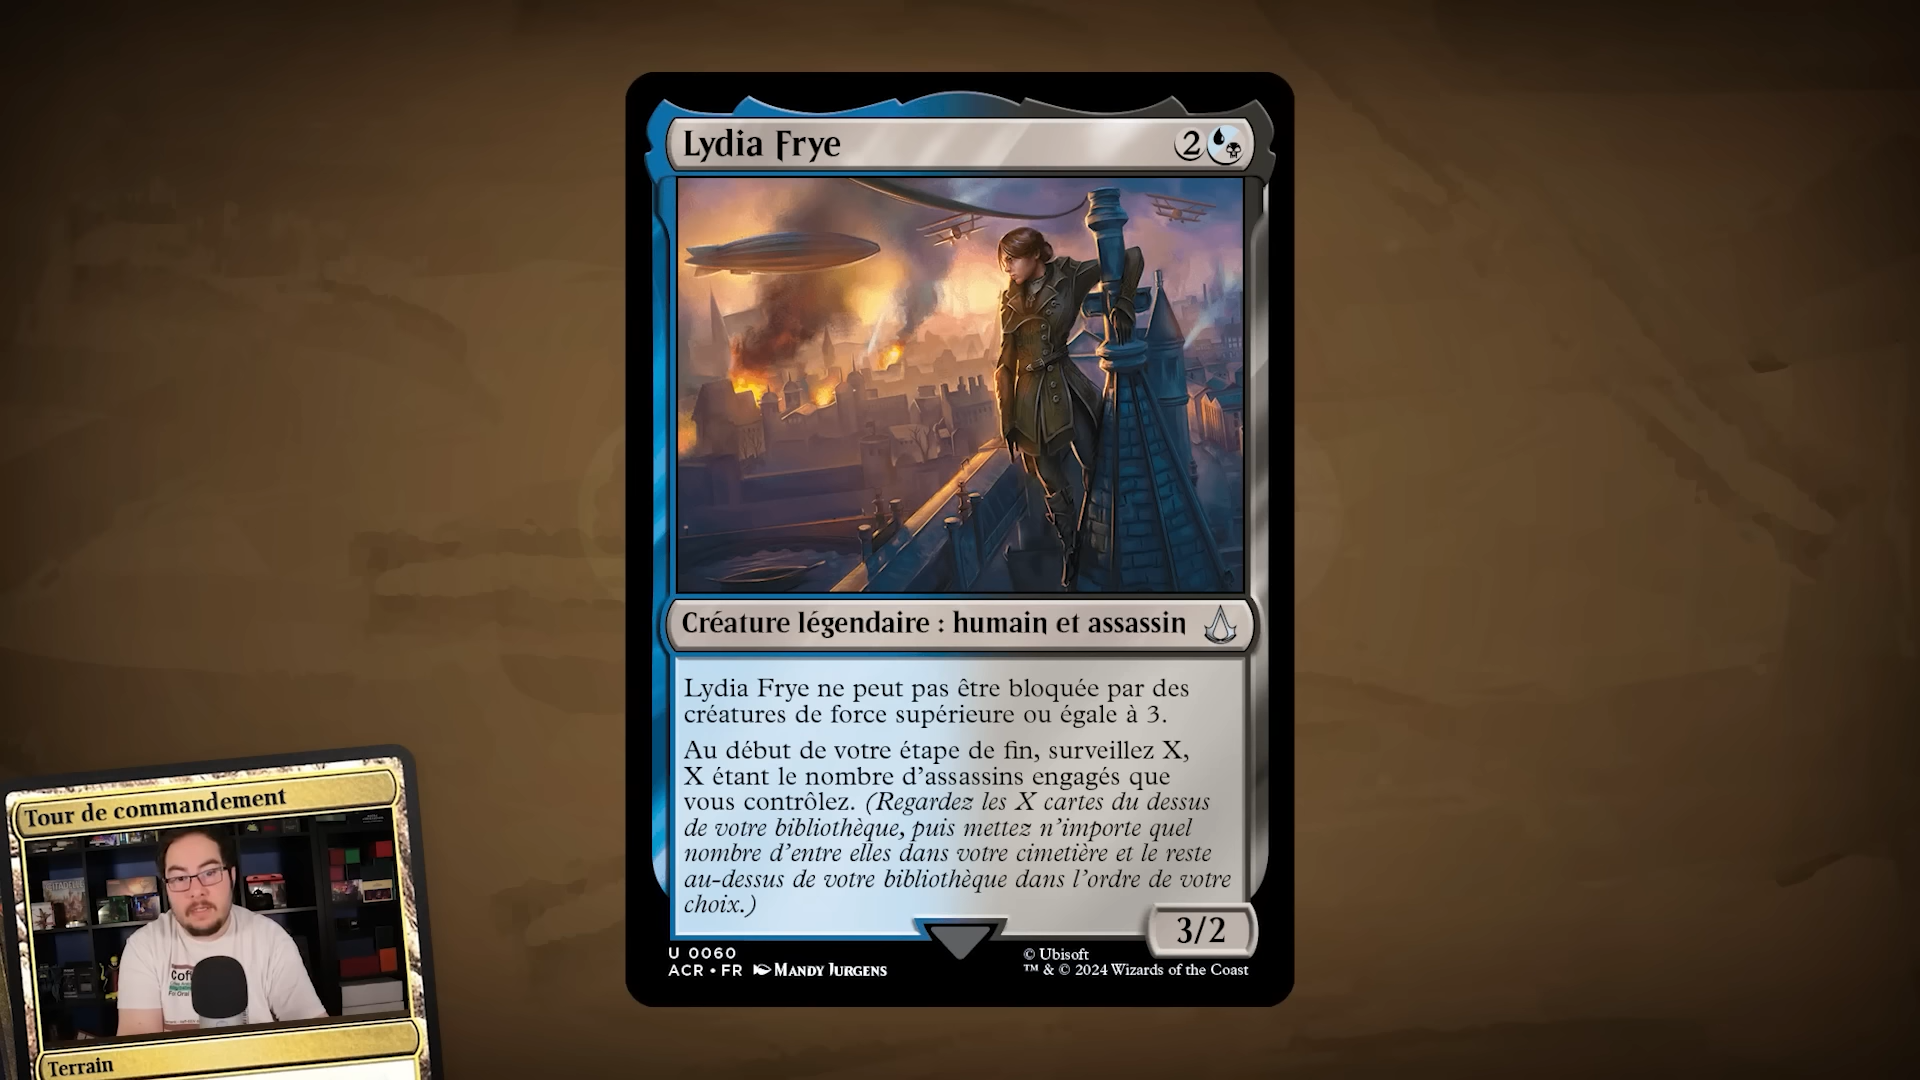 Lydia Frye
2
Créature légendaire : humain et assassin
Lydia Frye ne peut pas être bloquée par des
créatures de force supérieure ou égale à 3.
Au début de votre étape de fin, surveillez X,
X étant le nombre d’assassins engagés que
vous contrôlez. (Regardez les X cartes du dessus
de votre bibliothèque, puis mettez n’importe quel
nombre d’entre elles dans votre cimetière et le reste
au-dessus de votre bibliothèque dans l’ordre de votre
choix.)
3/2
U 0060
ACR • FR Mandy Jurgens
© Ubisoft
™ & © 2024 Wizards of the Coast
Tour de commandement
Terrain